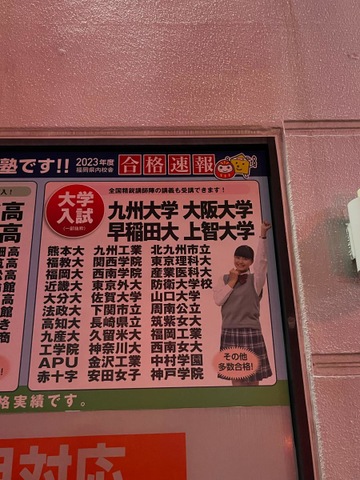 塾です!!
2023年度
福岡県内校舎
合格速報
入!
高
高
大学
入試
(一部抜粋)
全国精鋭講師陣の講義も受講できます!
九州大学 大阪大学
早稲田大 上智大学
熊本大 九州工業 北九州市立
福教大 関西学院 東京理科大
福岡大 西南学院 産業医科大
近畿大 東京外大 防衛大学校
大分大 佐賀大学 山口大学
法政大 下関市立 周南公立
高知大 長崎県立 筑紫女大
九産大 久留米大 福岡工業
工学院 神奈川大 西南女大
APU 金沢工業 中村学園
赤十字 安田女子 神戸学院
その他
多数合格!
格実績です。
対応